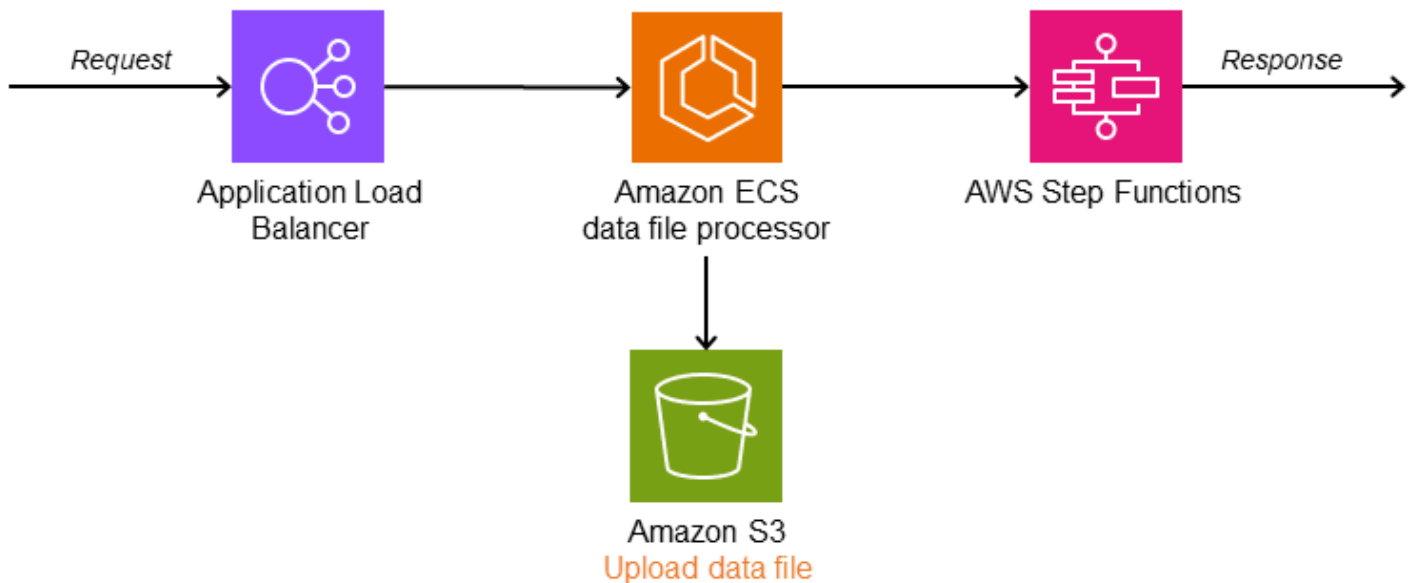 Request
Response
Application Load
Balancer
Amazon ECS
data file processor
AWS Step Functions
Amazon S3
Upload data file